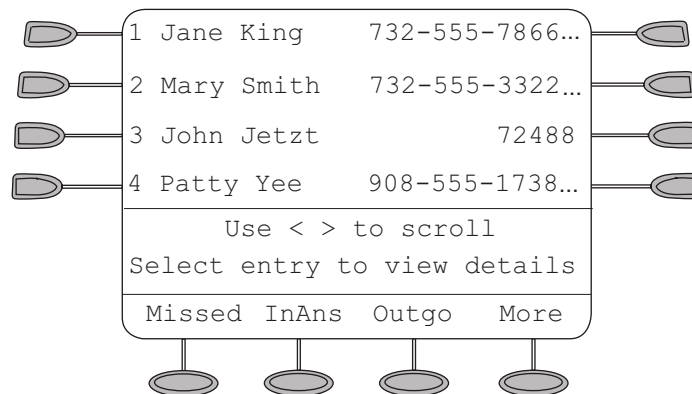 1 Jane King 732-555-7866...
2 Mary Smith 732-555-3322...
3 John Jetzt 72488
4 Patty Yee 908-555-1738...
Use < > to scroll
Select entry to view details
Missed InAns Outgo More